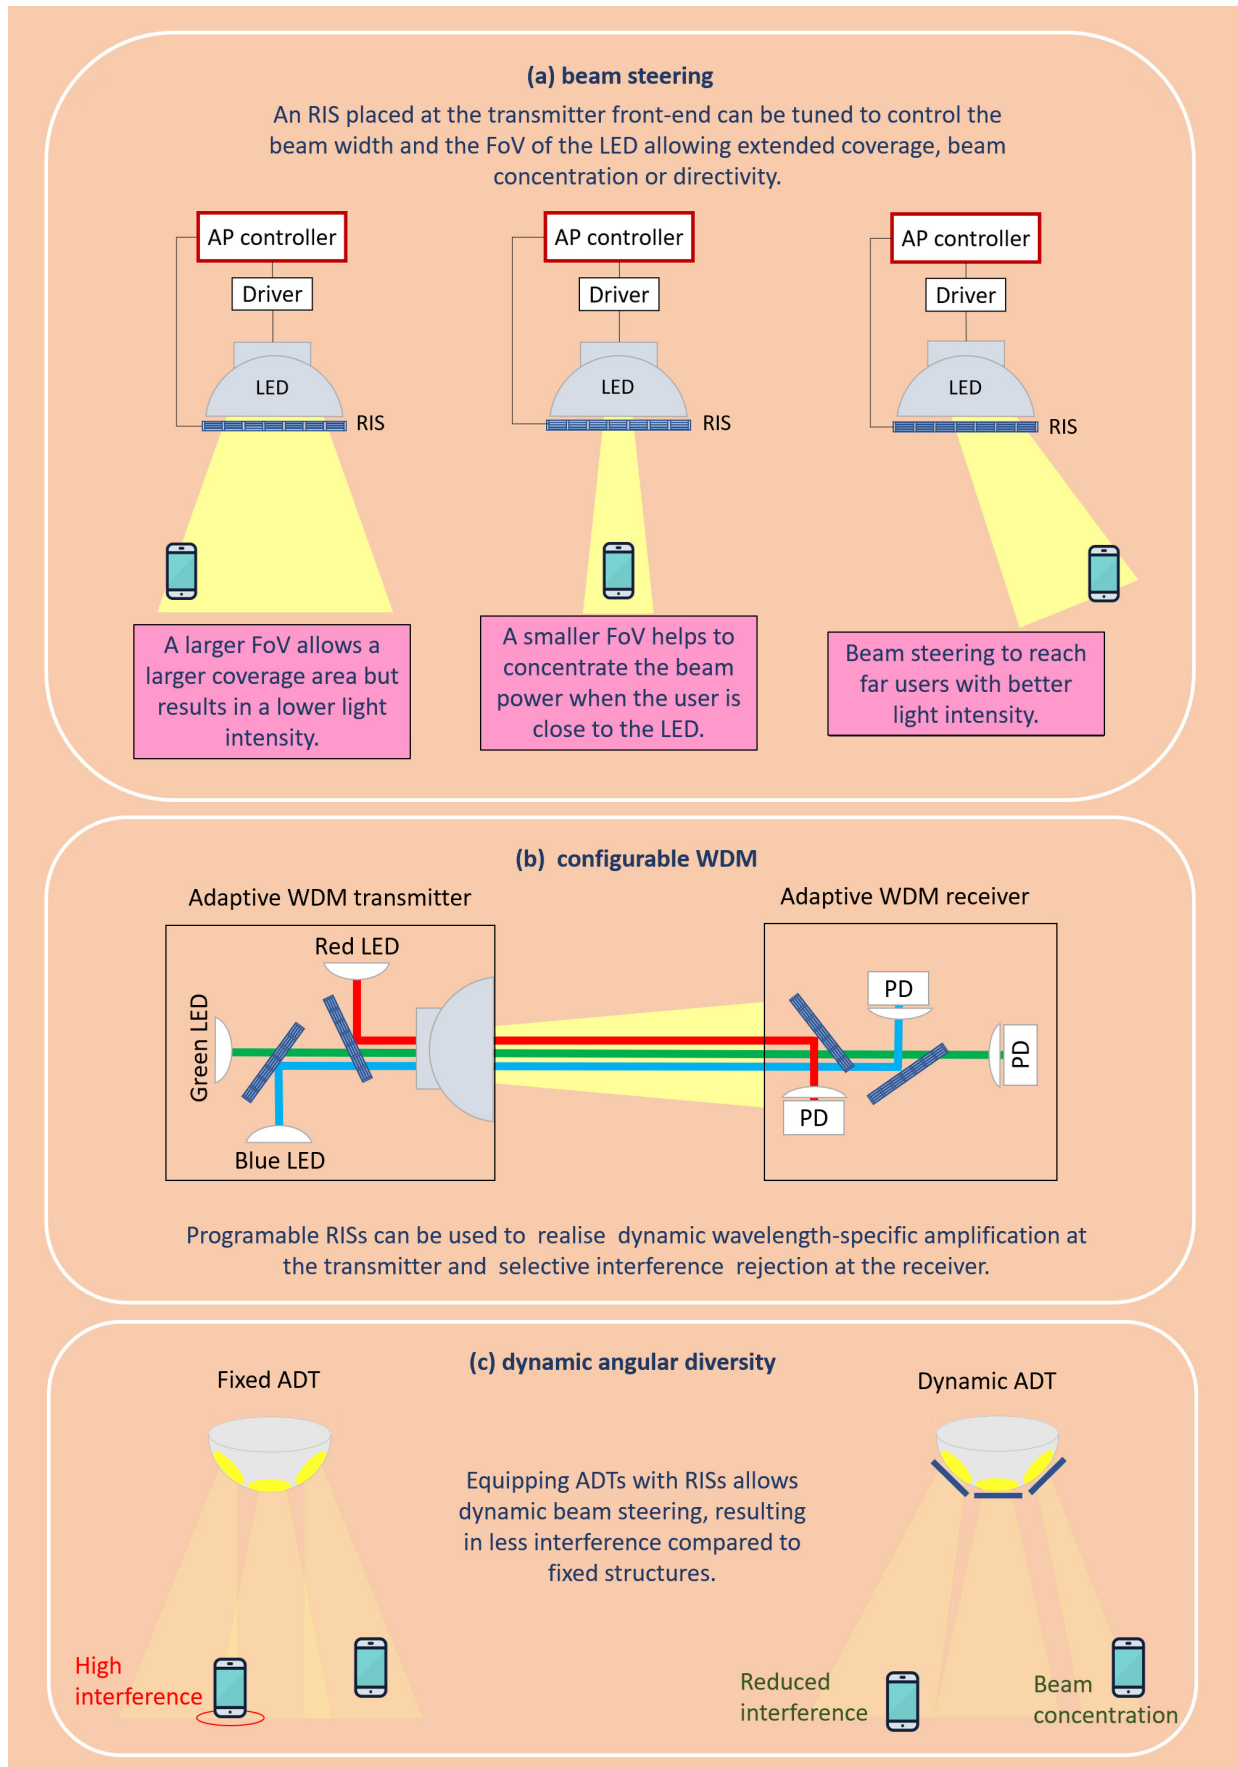 (a) beam steering
An RIS placed at the transmitter front-end can be tuned to control the
beam width and the FoV of the LED allowing extended coverage, beam
concentration or directivity.
AP controller
Driver
LED
RIS
AP controller
Driver
LED
RIS
AP controller
Driver
LED
RIS
A larger FoV allows a
larger coverage area but
results in a lower light
intensity.
A smaller FoV helps to
concentrate the beam
power when the user is
close to the LED.
Beam steering to reach
far users with better
light intensity.
(b) configurable WDM
Adaptive WDM transmitter
Red LED
Green LED
Blue LED
Adaptive WDM receiver
PD
PD
PD
Programable RISs can be used to realise dynamic wavelength-specific amplification at
the transmitter and selective interference rejection at the receiver.
(c) dynamic angular diversity
Fixed ADT
High
interference
Equipping ADTs with RISs allows
dynamic beam steering, resulting
in less interference compared to
fixed structures.
Dynamic ADT
Reduced
interference
Beam
concentration